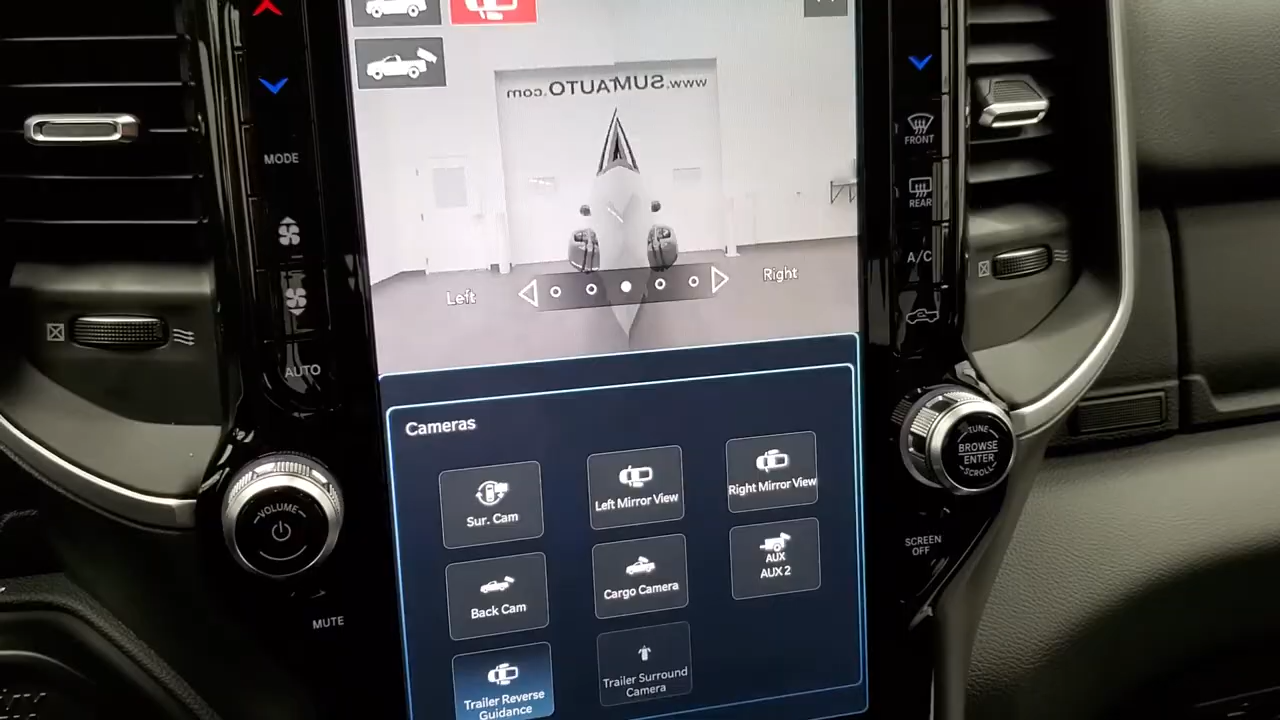 www.SUMAUTO.com
MODE
FRONT
REAR
A/C
Left
Right
AUTO
Cameras
Sur. Cam
Left Mirror View
Right Mirror View
Back Cam
Cargo Camera
AUX
AUX 2
Trailer Reverse
Guidance
Trailer Surround
Camera
VOLUME
MUTE
TUNE
BROWSE
ENTER
SCROLL
SCREEN
OFF